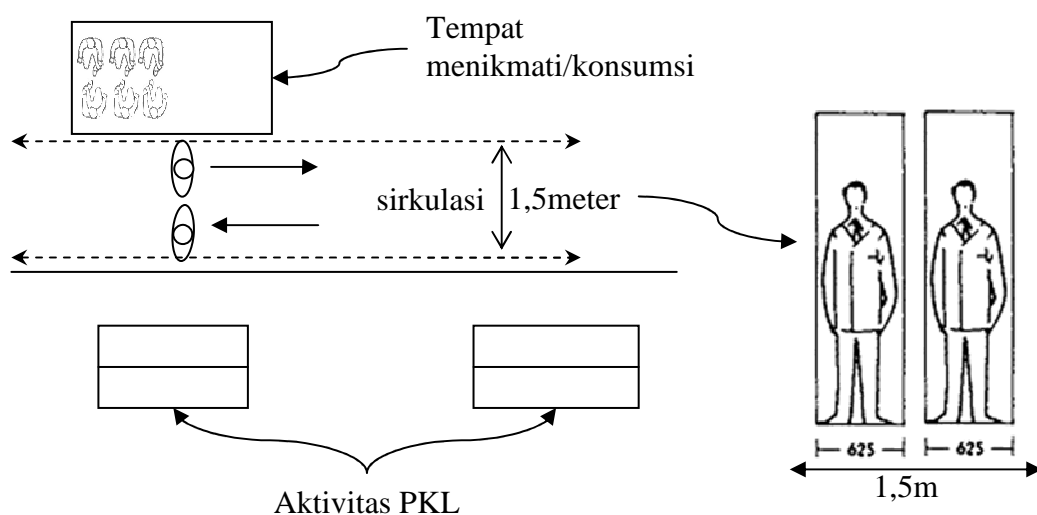 Tempat
menikmati/konsumsi
sirkulasi
1,5meter
625
625
1,5m
Aktivitas PKL